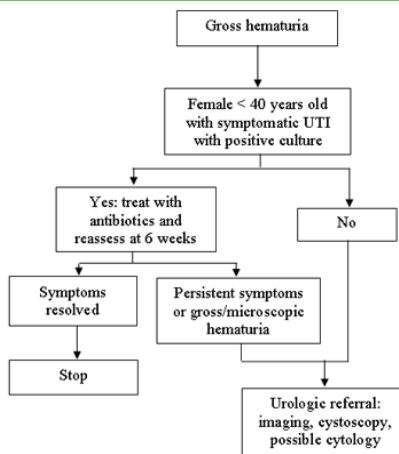 Gross hematuria
Female < 40 years old
with symptomatic UTI
with positive culture
Yes: treat with
antibiotics and
reassess at 6 weeks
No
Symptoms
resolved
Persistent symptoms
or gross/microscopic
hematuria
Stop
Urologic referral:
imaging, cystoscopy,
possible cytology